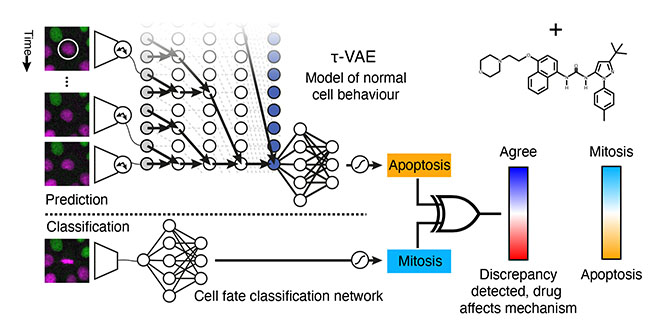 Time
...
Prediction
τ-VAE
Model of normal
cell behaviour
Apoptosis
Classification
Cell fate classification network
Mitosis
+
O
N
O
N
H
O
N
H
N
Agree
Discrepancy
detected, drug
affects mechanism
Mitosis
Apoptosis